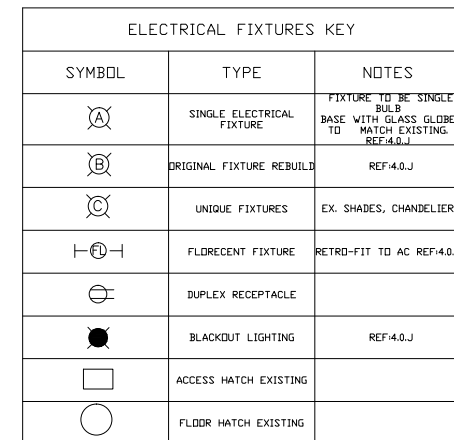 ELECTRICAL FIXTURES KEY
SYMBOL TYPE NOTES
A SINGLE ELECTRICAL FIXTURE TO BE SINGLE
FIXTURE BULB
BASE WITH GLASS GLOBE
TO MATCH EXISTING.
REF:4.0.J
B ORIGINAL FIXTURE REBUILD REF:4.0.J
C UNIQUE FIXTURES EX. SHADES, CHANDELIER
FL FLORECENT FIXTURE RETRO-FIT TO AC REF:4.0.
DUPLEX RECEPTACLE
BLACKOUT LIGHTING REF:4.0.J
ACCESS HATCH EXISTING
FLOOR HATCH EXISTING